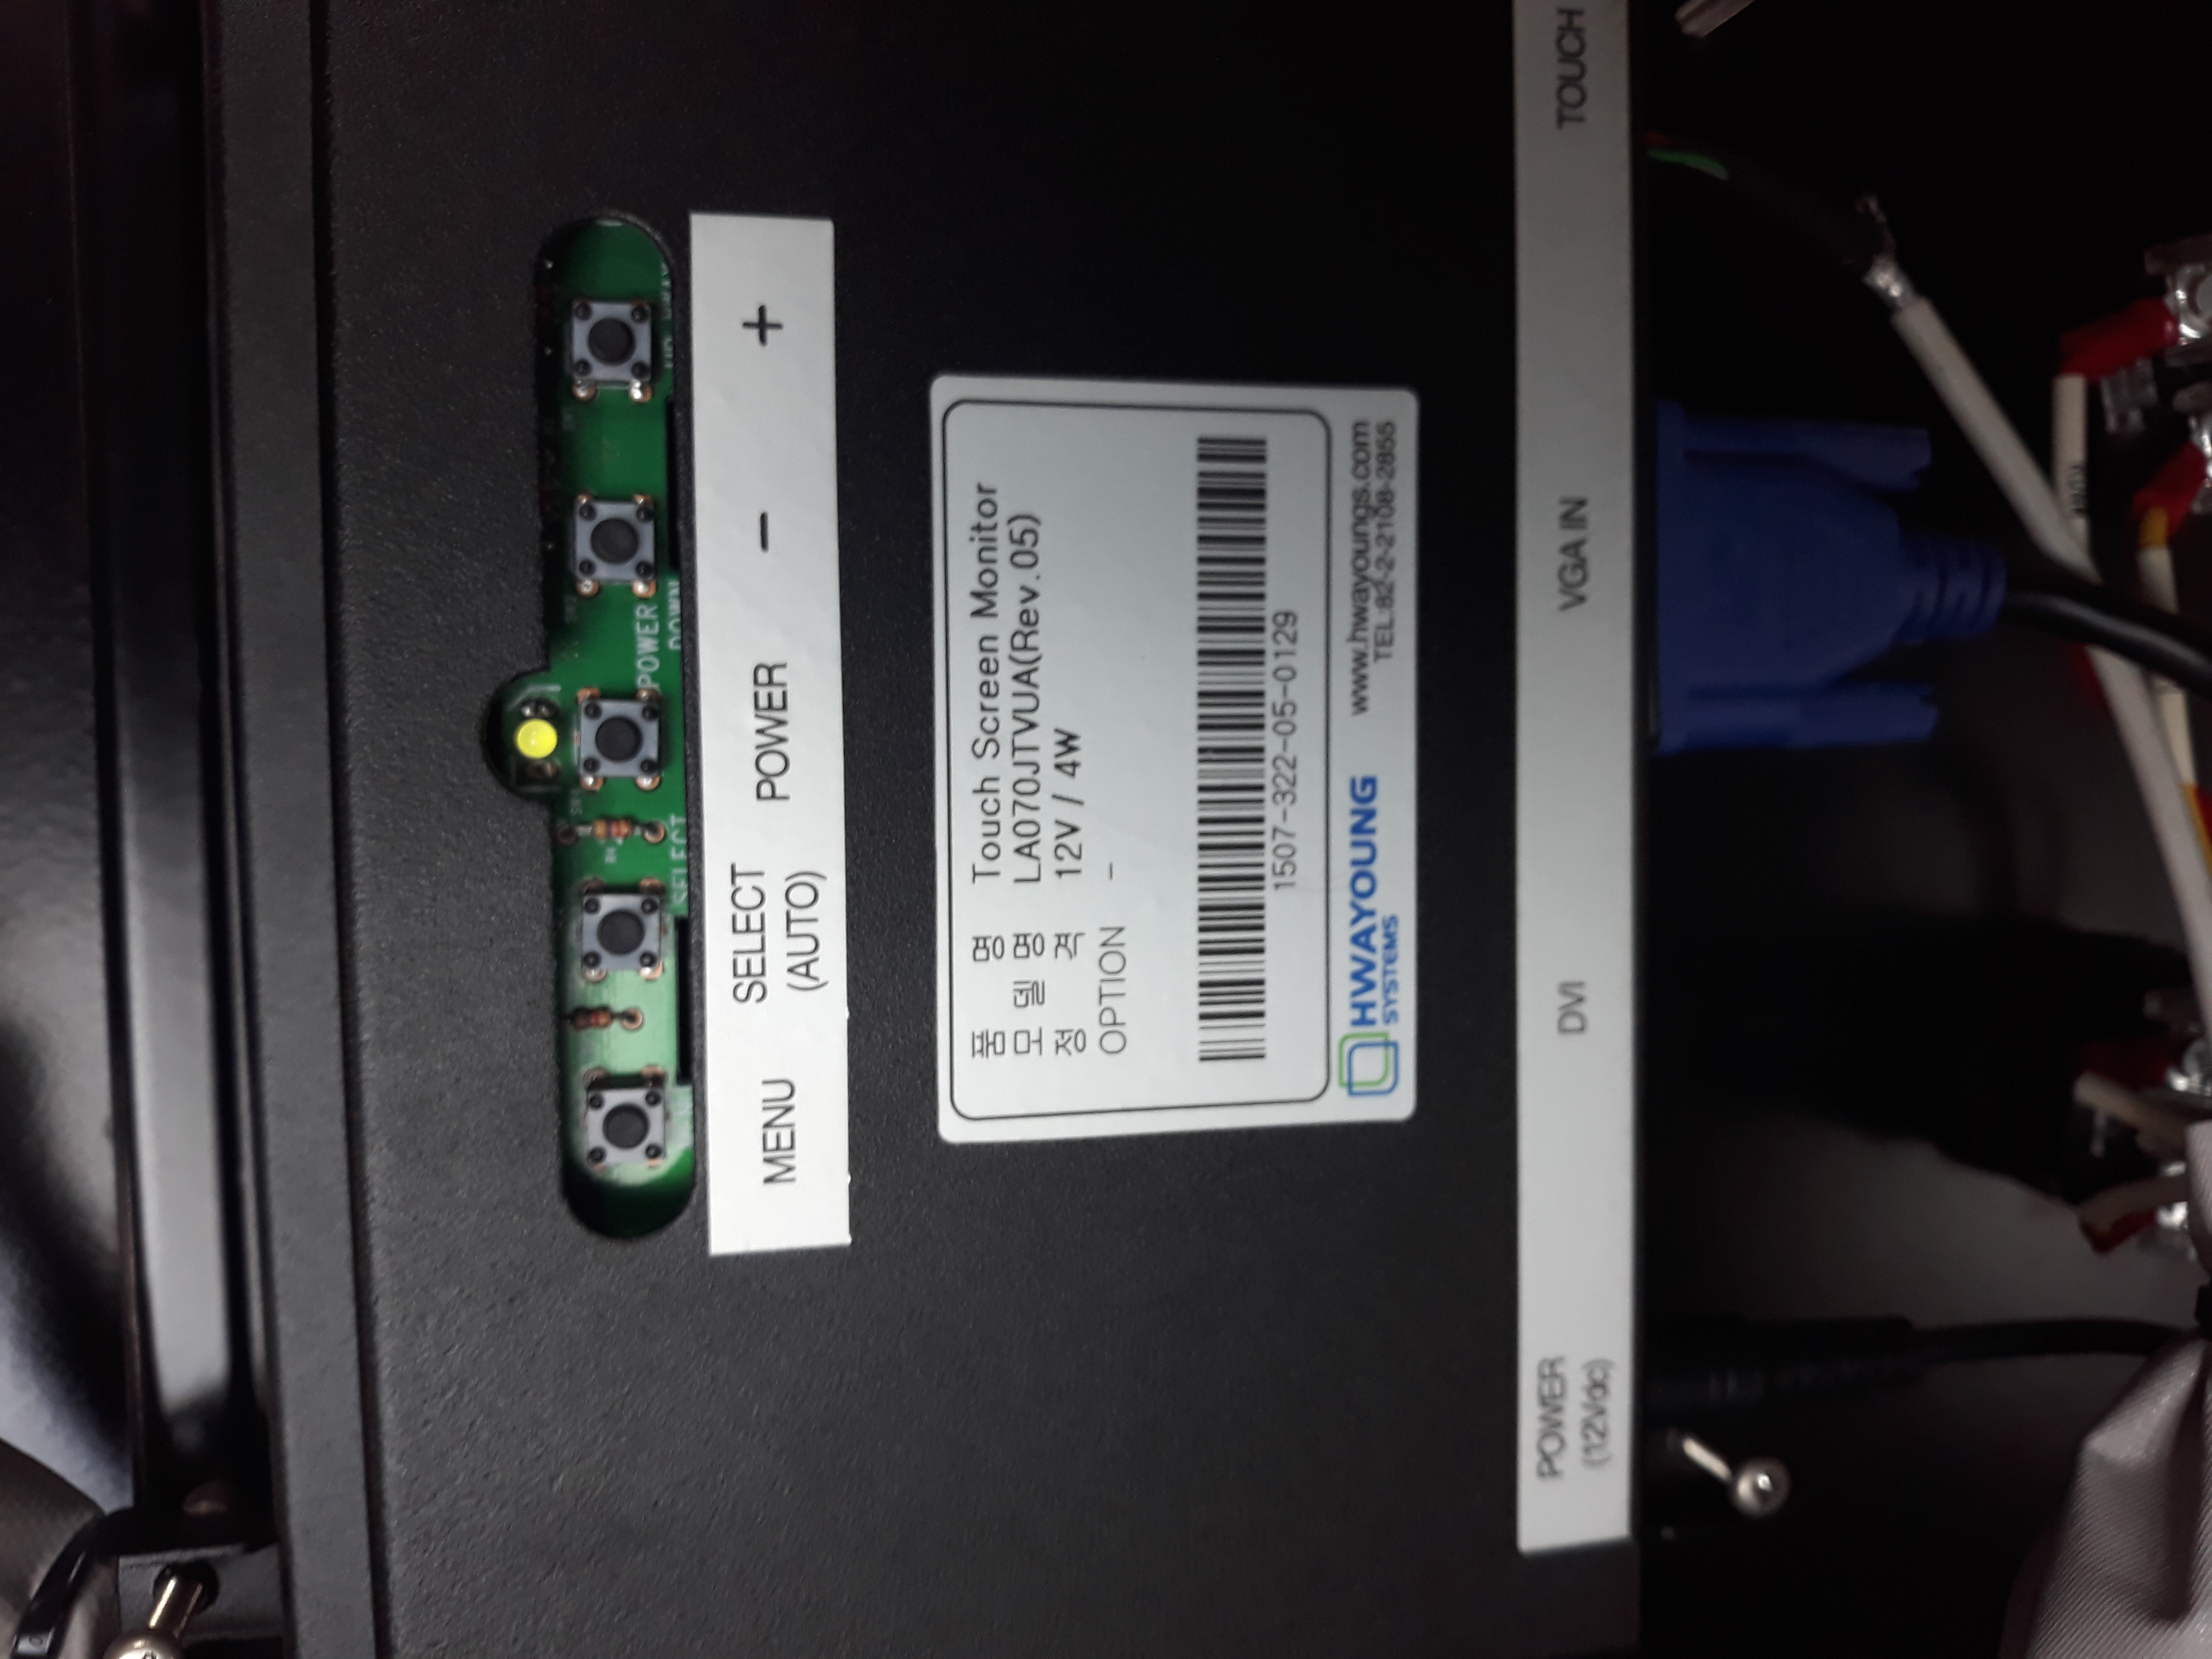 POWER
SELECT
DOWN
MENU
SELECT
(AUTO)
POWER
−
+
품 명 Touch Screen Monitor
모 델 명 LA070JTVUA(Rev.05)
정 격 12V / 4W
OPTION -
1507-322-05-0129
HWAYOUNG
SYSTEMS
www.hwayoungs.com
TEL:82-2-2108-2855
POWER
(12Vdc)
DVI
VGA IN
TOUCH